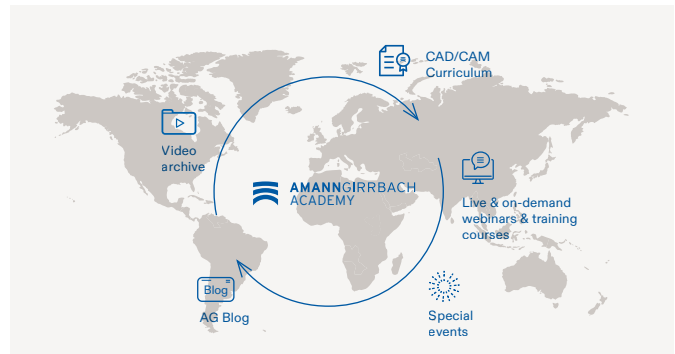 CAD/CAM
Curriculum
Video
archive
AMANNGIRRBACH
ACADEMY
Live & on-demand
webinars & training
courses
Blog
AG Blog
Special
events